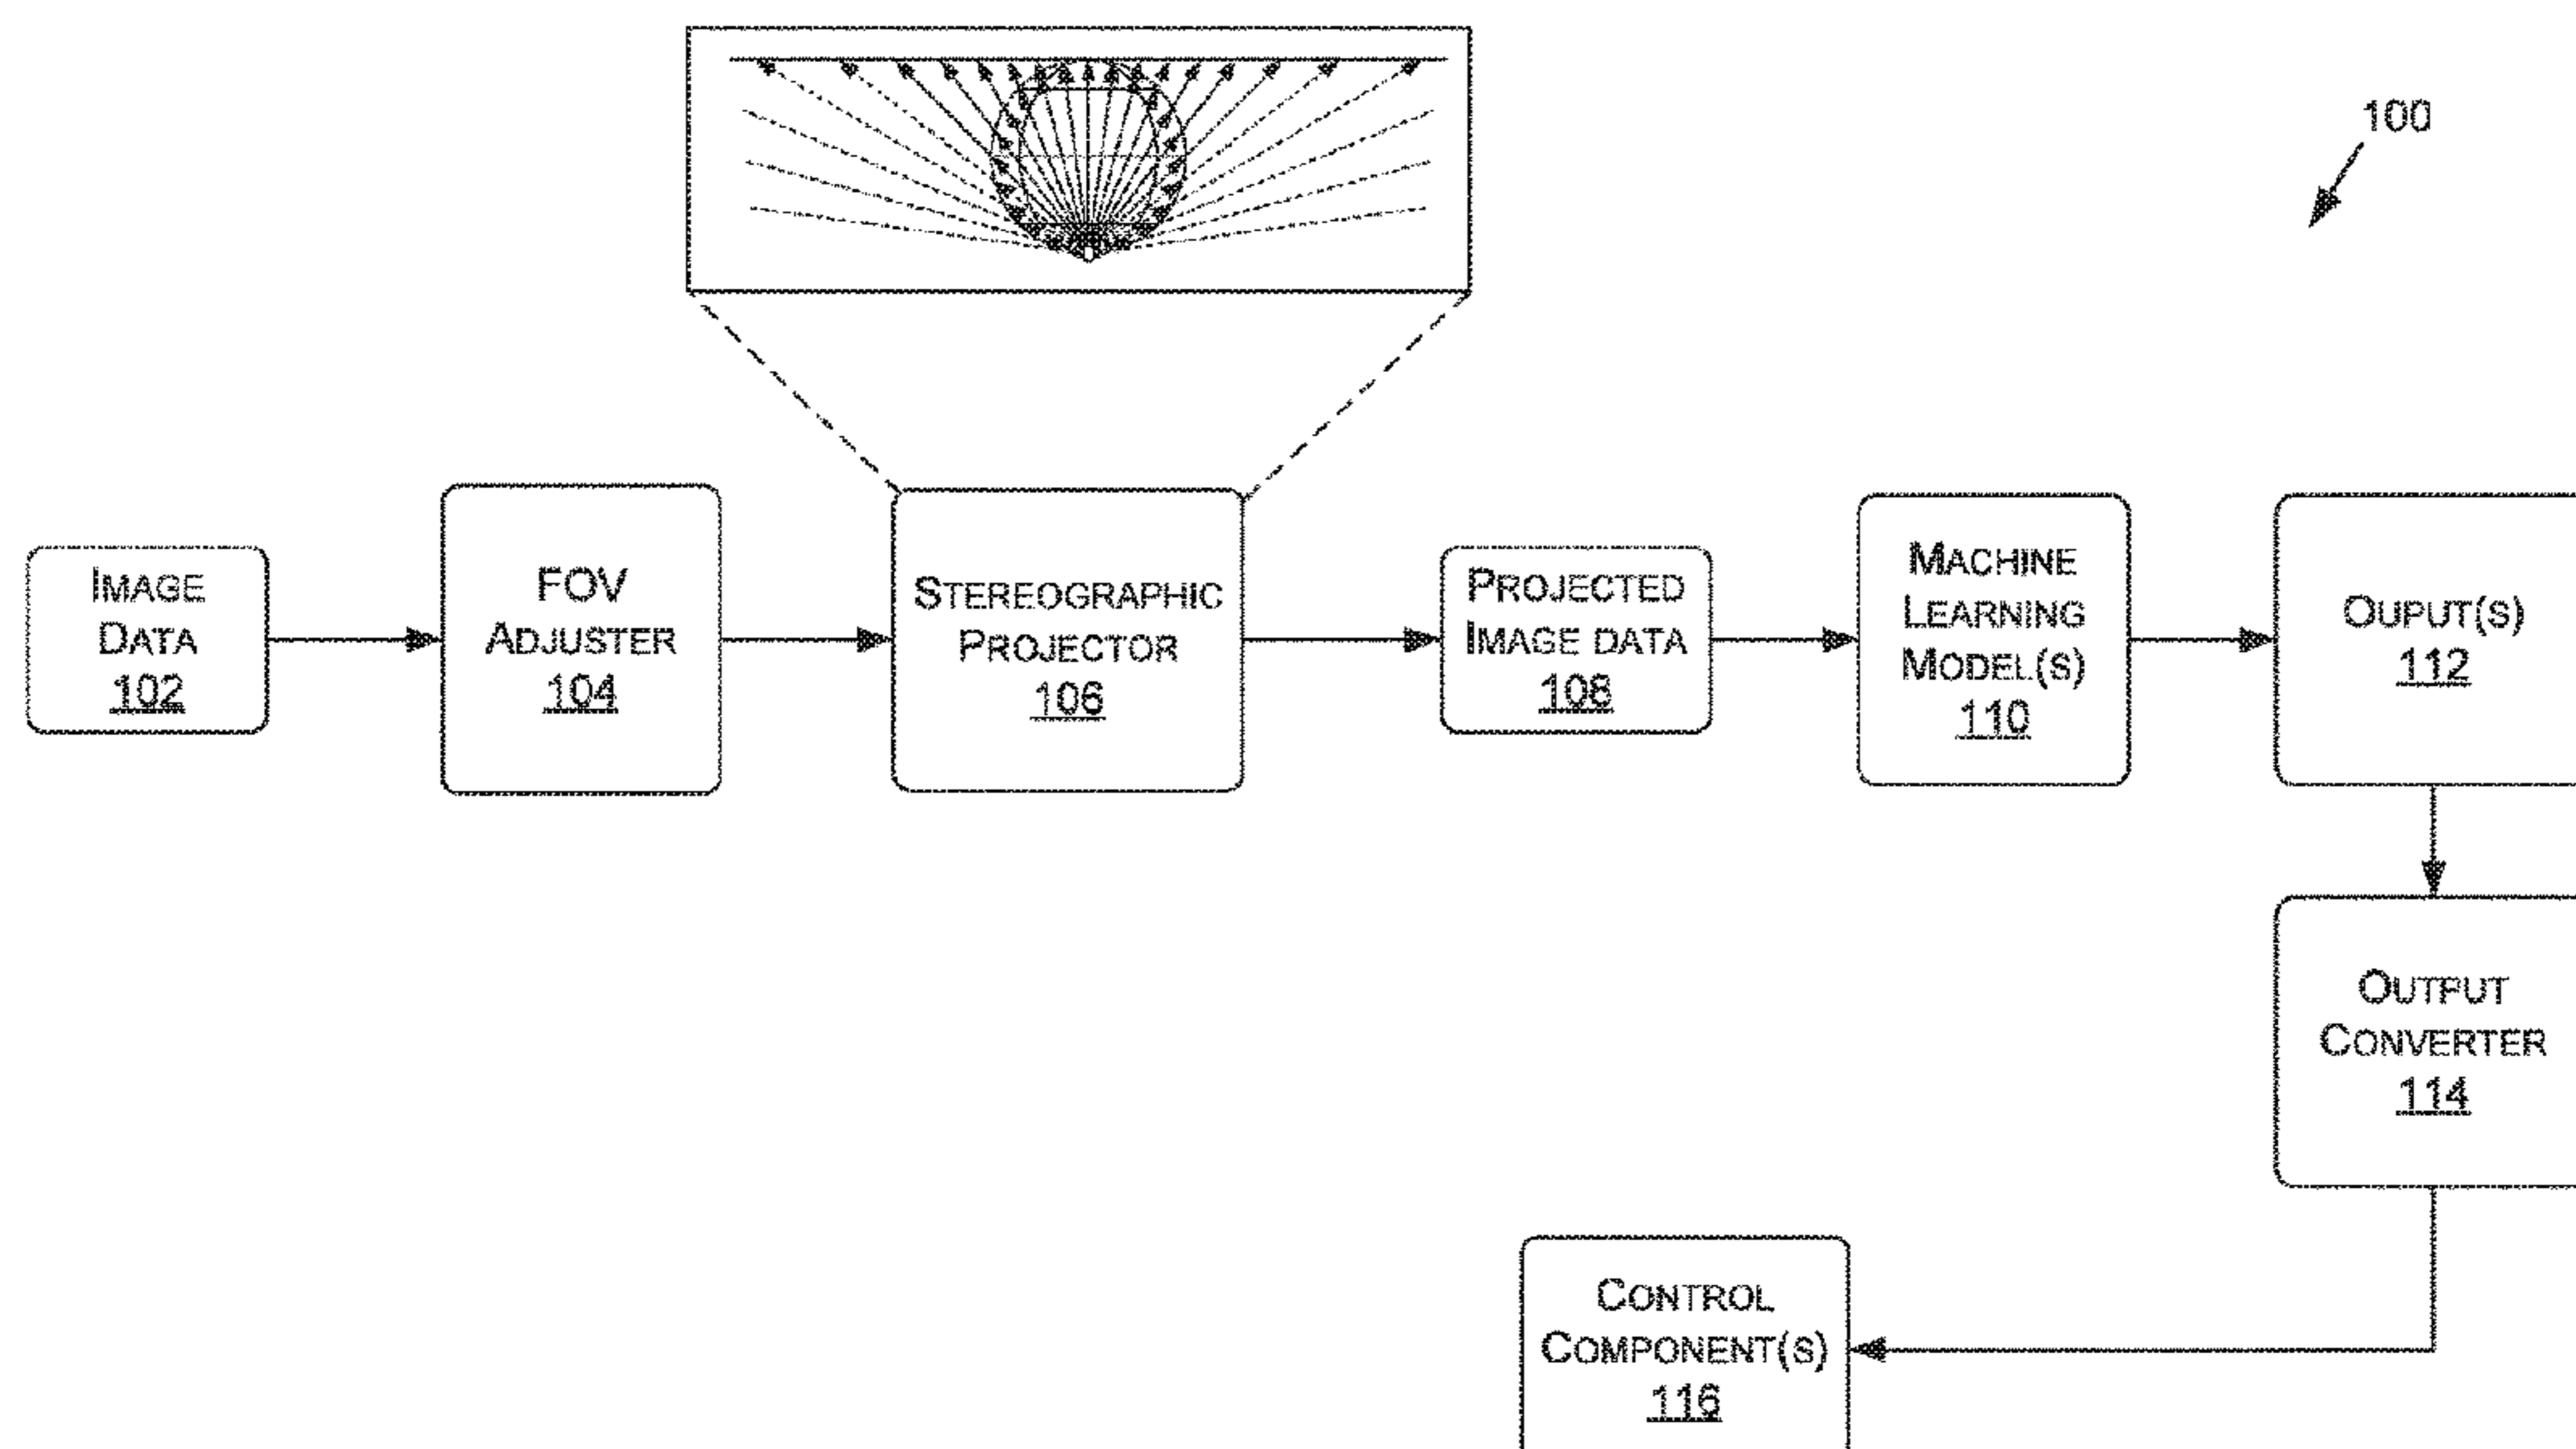 100
IMAGE
DATA
102
FOV
ADJUSTER
104
STEREOGRAPHIC
PROJECTOR
106
PROJECTED
IMAGE DATA
108
MACHINE
LEARNING
MODEL(S)
110
OUPUT(S)
112
OUTPUT
CONVERTER
114
CONTROL
COMPONENT(S)
116